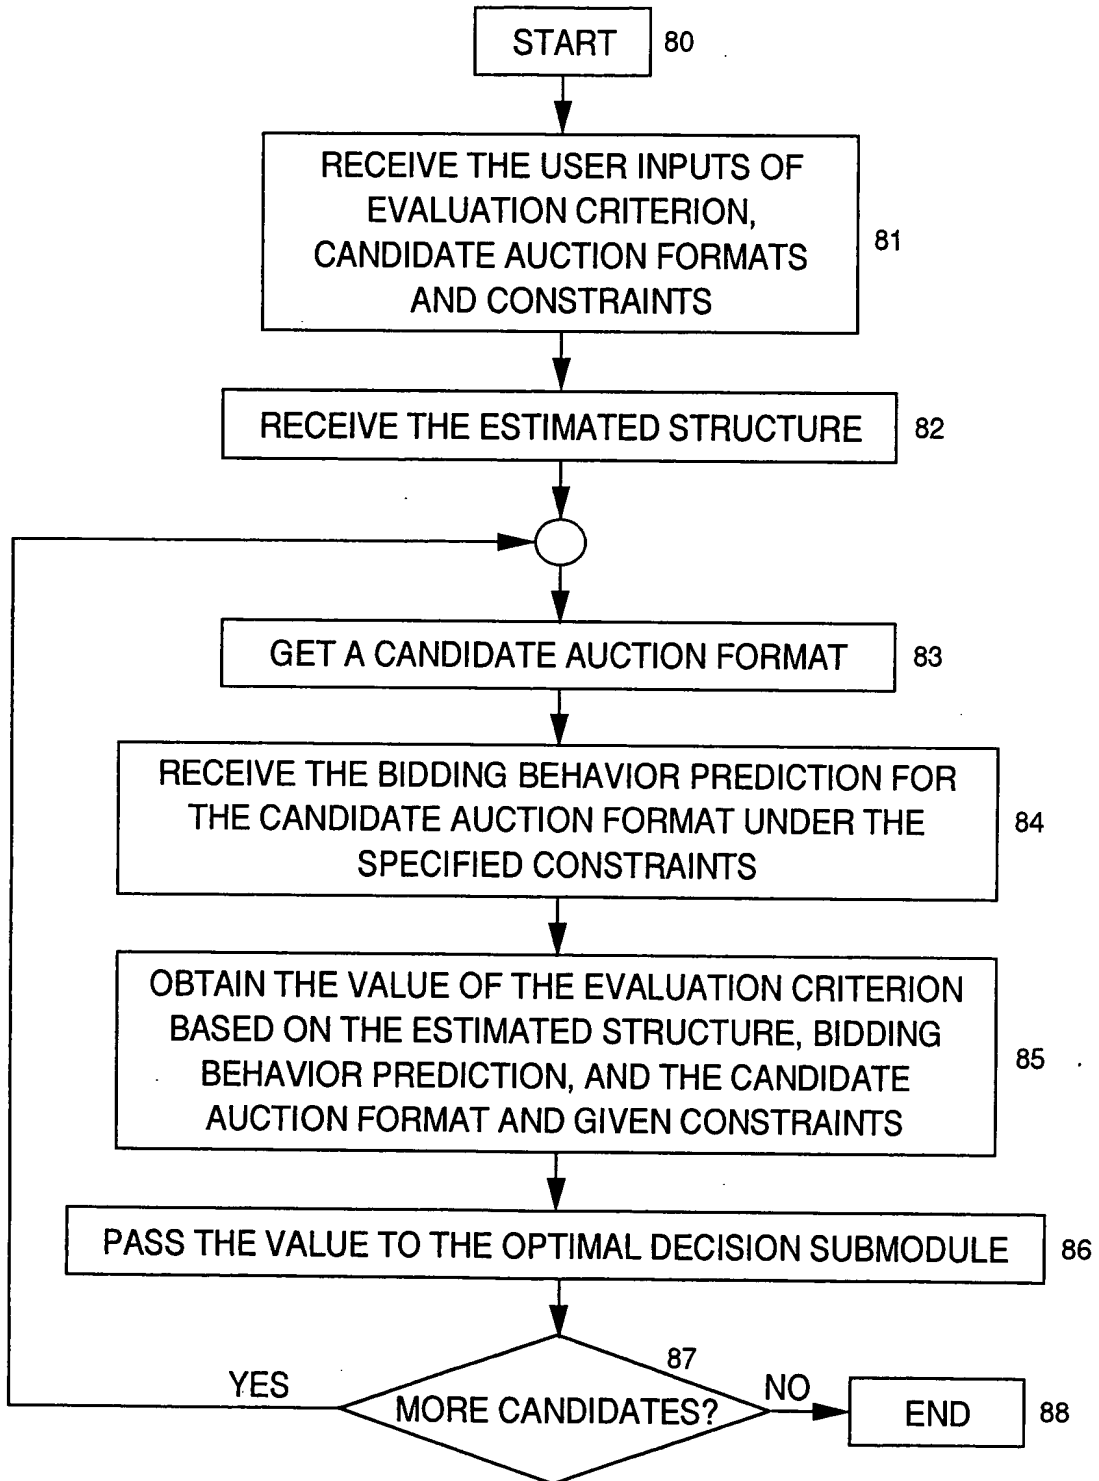 START 80
RECEIVE THE USER INPUTS OF
EVALUATION CRITERION,
CANDIDATE AUCTION FORMATS
AND CONSTRAINTS
81
RECEIVE THE ESTIMATED STRUCTURE 82
GET A CANDIDATE AUCTION FORMAT 83
RECEIVE THE BIDDING BEHAVIOR PREDICTION FOR
THE CANDIDATE AUCTION FORMAT UNDER THE
SPECIFIED CONSTRAINTS
84
OBTAIN THE VALUE OF THE EVALUATION CRITERION
BASED ON THE ESTIMATED STRUCTURE, BIDDING
BEHAVIOR PREDICTION, AND THE CANDIDATE
AUCTION FORMAT AND GIVEN CONSTRAINTS
85
PASS THE VALUE TO THE OPTIMAL DECISION SUBMODULE 86
87
YES
MORE CANDIDATES?
NO
END 88